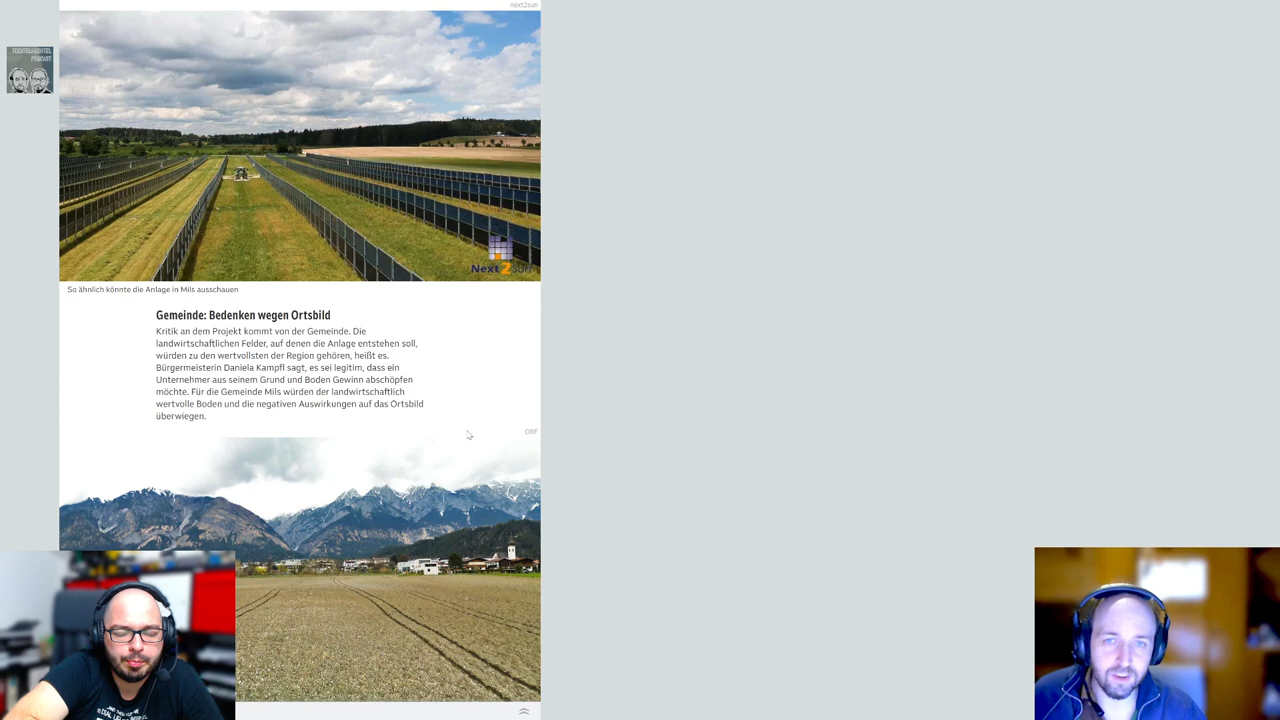 next2sun
TECHTELMECHTEL
PODCAST
Next2Sun
So ähnlich könnte die Anlage in Mils ausschauen
Gemeinde: Bedenken wegen Ortsbild
Kritik an dem Projekt kommt von der Gemeinde. Die
landwirtschaftlichen Felder, auf denen die Anlage entstehen soll,
würden zu den wertvollsten der Region gehören, heißt es.
Bürgermeisterin Daniela Kampfl sagt, es sei legitim, dass ein
Unternehmer aus seinem Grund und Boden Gewinn abschöpfen
möchte. Für die Gemeinde Mils würden der landwirtschaftlich
wertvolle Boden und die negativen Auswirkungen auf das Ortsbild
überwiegen.
ORF